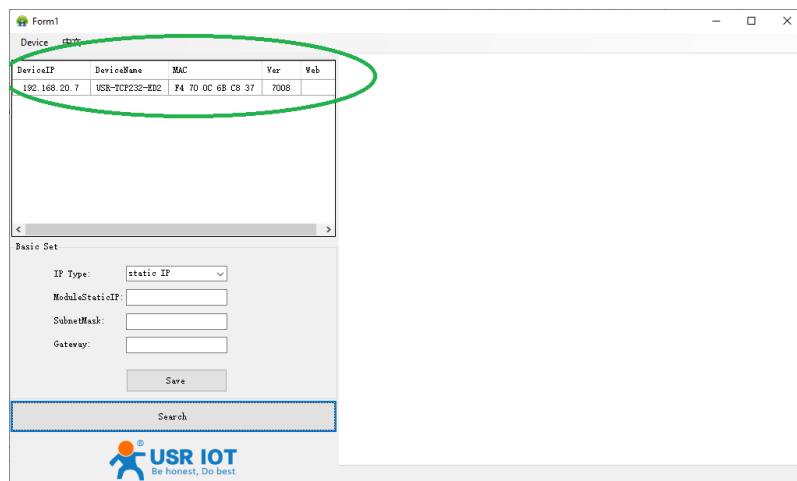 Form1
Device 中文
DeviceIP DeviceName MAC Ver Web
192.168.20.7 USR-TCP232-ED2 F4 70 0C 6B C8 37 7008
Basic Set
IP Type: static IP
ModuleStaticIP:
SubnetMask:
Gateway:
Save
Search
USR IOT
Be honest, Do best